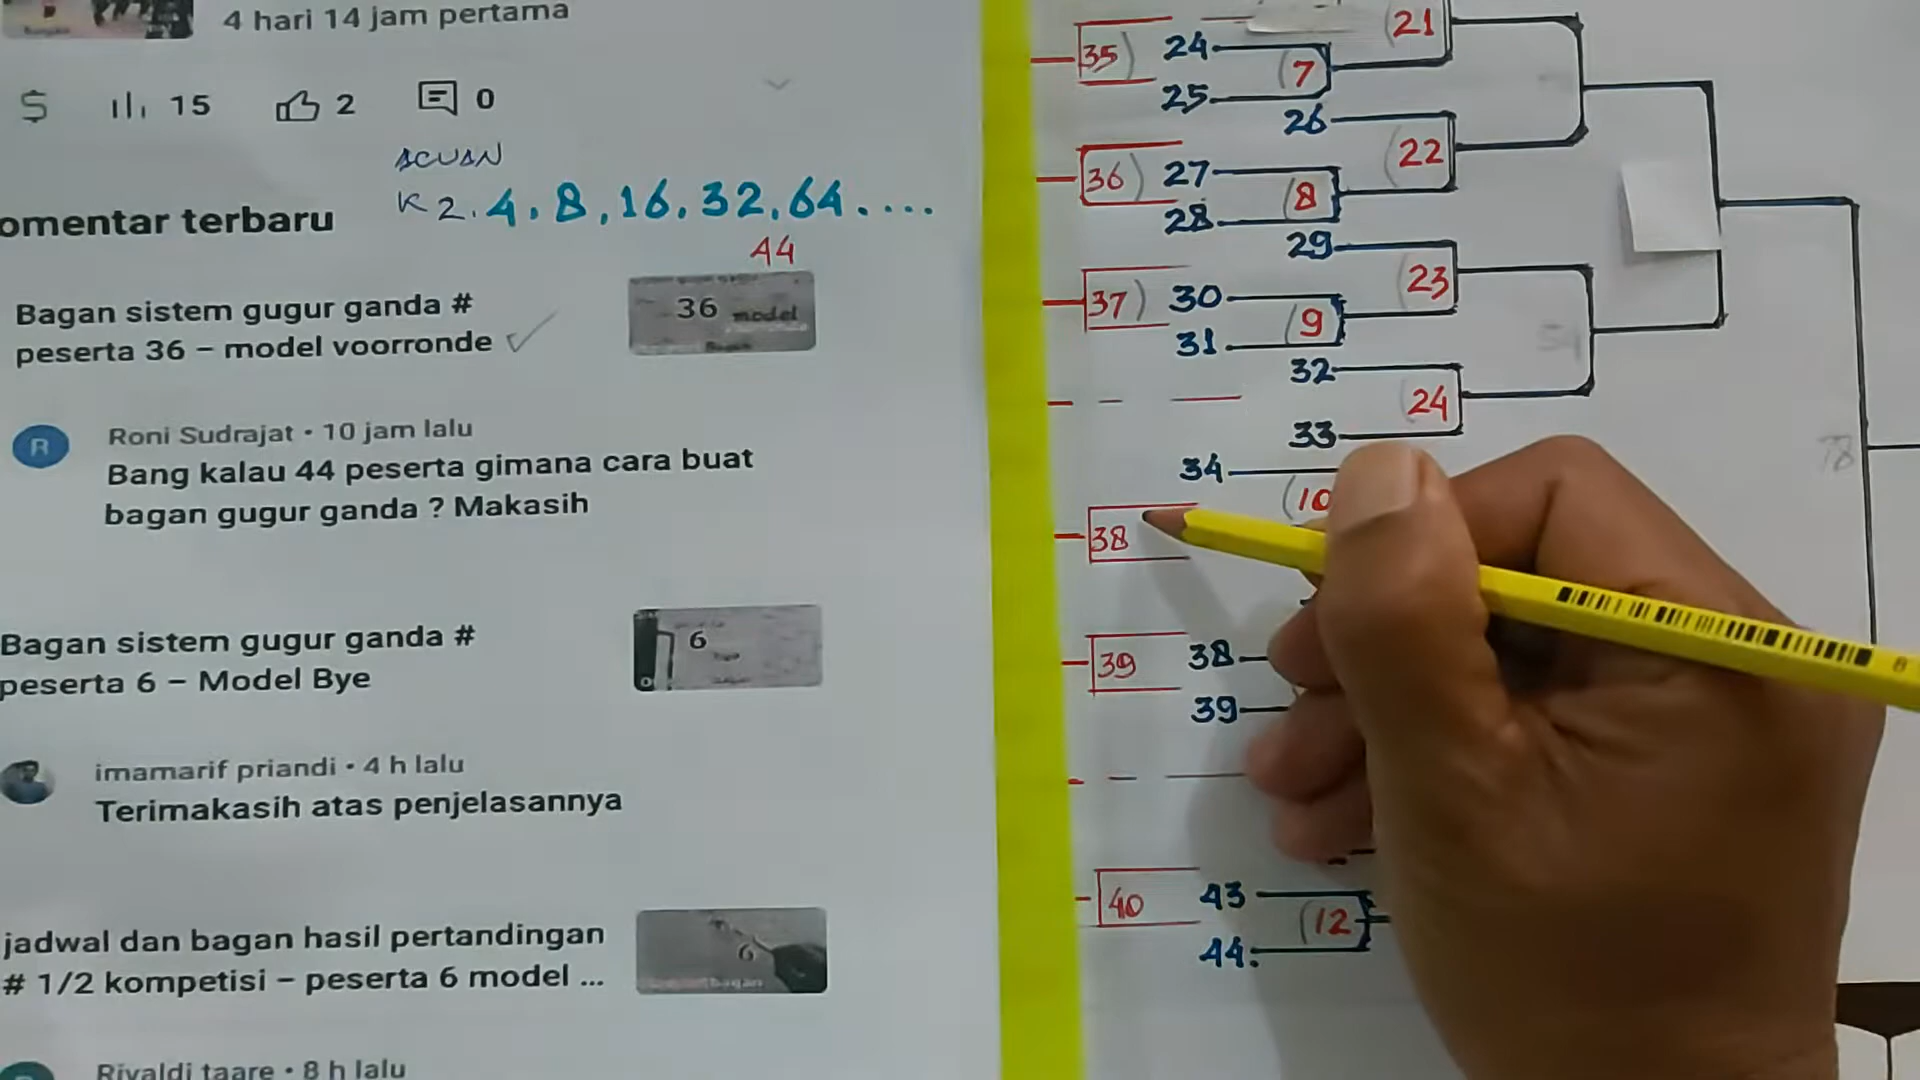 4 hari 14 jam pertama
15 2 0
ACUAN
K 2. 4. 8, 16. 32. 64 . . . .
omentar terbaru
44
Bagan sistem gugur ganda #
peserta 36 – model voorronde
36 model
Roni Sudrajat • 10 jam lalu
R
Bang kalau 44 peserta gimana cara buat
bagan gugur ganda ? Makasih
Bagan sistem gugur ganda #
peserta 6 – Model Bye
6
imamarif priandi • 4 h lalu
Terimakasih atas penjelasannya
jadwal dan bagan hasil pertandingan
# 1/2 kompetisi – peserta 6 model ...
6
bagan
Rivaldi taare • 8 h lalu
(21
35) 24
(7
25
26
(22
36) 27
(8
28
29
(23
37) 30
(9
31
32
(24
33
34
(10
38
39 38
39
40 43
(12
44.
78